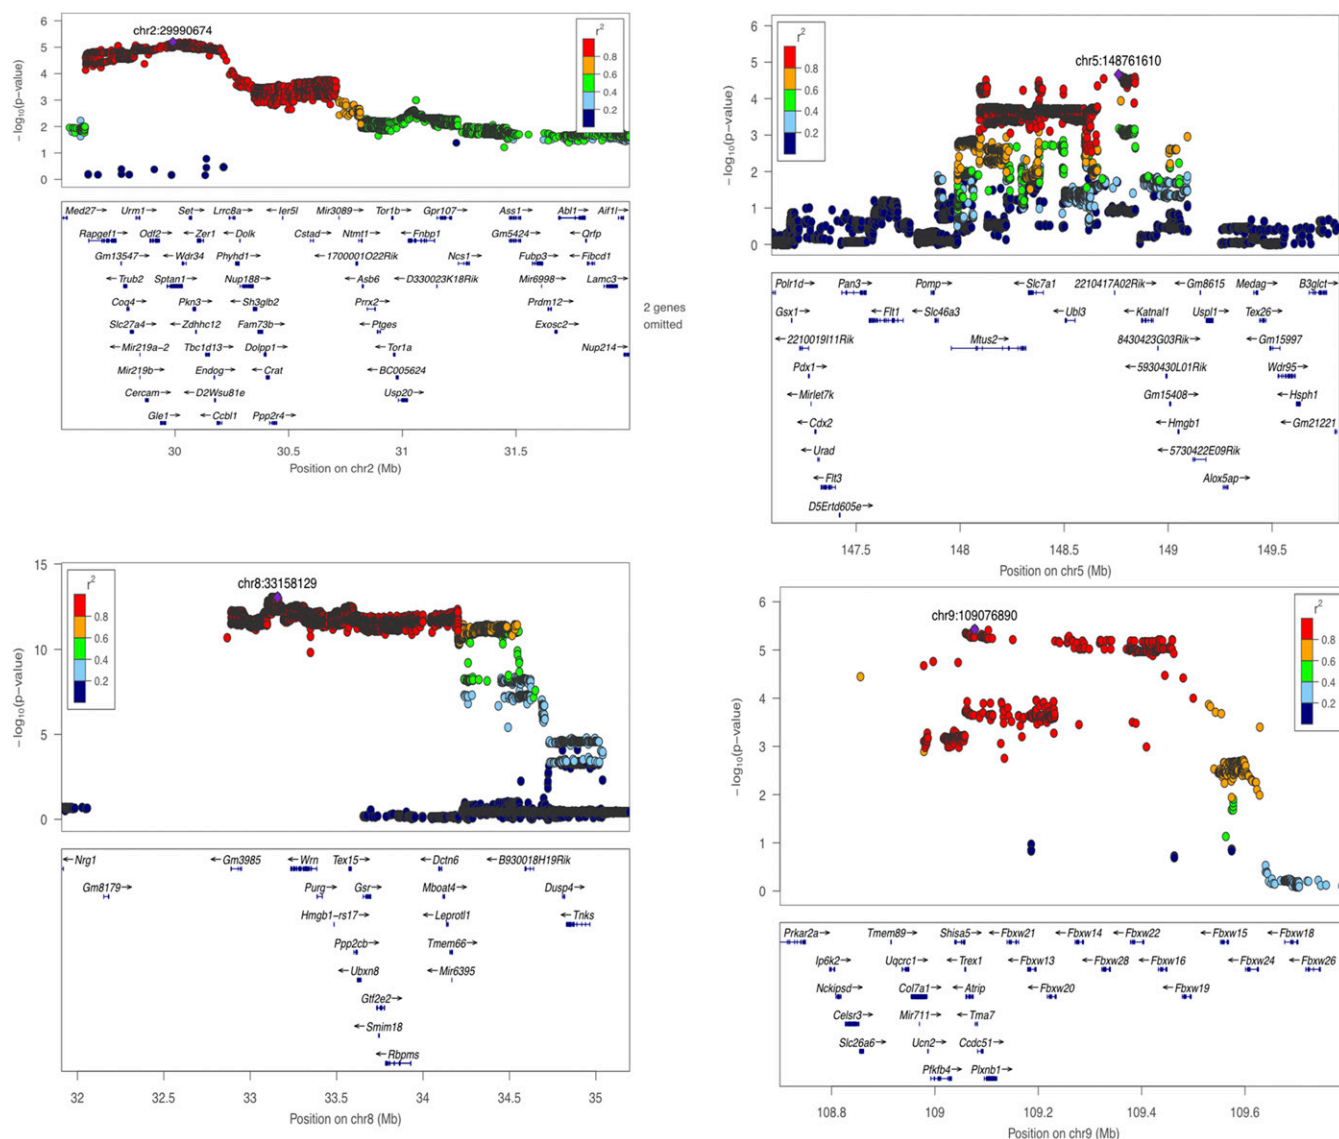 chr2:29990674
r²
0.8
0.6
0.4
0.2
− log₁₀(p−value)
6
5
4
3
2
1
0
Med27→ Urm1→ Set→ Lrrc8a→ ←Ier5l Mir3089→ Tor1b→ Gpr107→ Ass1→ Abl1→ Aif1l→
Rapgef1→ Odf2→ ←Zer1 ←Dolk Cstad→ ←Ntmt1 ←Fnbp1 Gm5424→ ←Qrfp
Gm13547→ ←Wdr34 Phyhd1→ ←1700001O22Rik Ncs1→ Fubp3→ ←Fibcd1
←Trub2 Sptan1→ Nup188→ Asb6→ ←D330023K18Rik Mir6998→ Lamc3→
Coq4→ Pkn3→ Sh3glb2→ Prrx2→ Prdm12→
Slc27a4→ ←Zdhhc12 Fam73b→ ←Ptges Exosc2→ Nup214→
←Mir219a−2 Tbc1d13→ Dolpp1→ ←Tor1a
Mir219b→ Endog→ Crat→ ←BC005624
Cercam→ ←D2Wsu81e Usp20→
Gle1→ ←Ccbl1 Ppp2r4→
2 genes
omitted
30 30.5 31 31.5
Position on chr2 (Mb)
chr5:148761610
r²
0.8
0.6
0.4
0.2
− log₁₀(p−value)
6
5
4
3
2
1
0
←Polr1d Pan3→ Pomp→ ←Slc7a1 2210417A02Rik→ Gm8615→ Medag→ B3glct→
Gsx1→ ←Flt1 ←Slc46a3 ←Ubl3 ←Katnal1 Uspl1→ Tex26→
←2210019I11Rik Mtus2→ 8430423G03Rik→ ←Gm15997
Pdx1→ 5930430L01Rik→ Wdr95→
←Mirlet7k Gm15408→ ←Hsph1
←Cdx2 ←Hmgb1 ←Gm21221
←Urad ←5730422E09Rik
←Flt3 Alox5ap→
D5Ertd605e→
147.5 148 148.5 149 149.5
Position on chr5 (Mb)
chr8:33158129
r²
0.8
0.6
0.4
0.2
− log₁₀(p−value)
15
10
5
0
←Nrg1 ←Gm3985 ←Wrn Tex15→ ←Dctn6 ←B930018H19Rik
Gm8179→ Purg→ Gsr→ Mboat4→ Dusp4→
Hmgb1−rs17→ ←Leprotl1 ←Tnks
Ppp2cb→ ←Tmem66
←Ubxn8 ←Mir6395
Gtf2e2→
←Smim18
←Rbpms
32 32.5 33 33.5 34 34.5 35
Position on chr8 (Mb)
chr9:109076890
r²
0.8
0.6
0.4
0.2
− log₁₀(p−value)
6
5
4
3
2
1
0
Prkar2a→ Tmem89→ Shisa5→ ←Fbxw21 ←Fbxw14 ←Fbxw22 ←Fbxw15 ←Fbxw18
Ip6k2→ Uqcrc1→ ←Trex1 ←Fbxw13 ←Fbxw28 ←Fbxw16 ←Fbxw24 ←Fbxw26
Nckipsd→ Col7a1→ ←Atrip ←Fbxw20 ←Fbxw19
Celsr3→ Mir711→ ←Tma7
Slc26a6→ Ucn2→ Ccdc51→
Pfkfb4→ Plxnb1→
108.8 109 109.2 109.4 109.6
Position on chr9 (Mb)